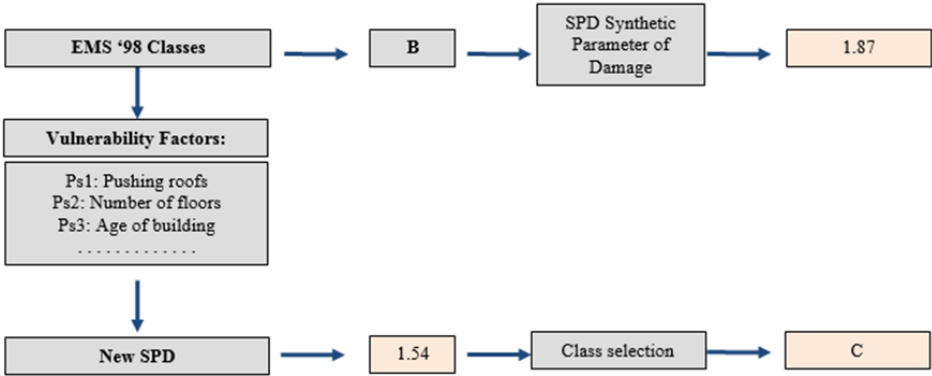 EMS ‘98 Classes
B
SPD Synthetic
Parameter of
Damage
1.87
Vulnerability Factors:
Ps1: Pushing roofs
Ps2: Number of floors
Ps3: Age of building
. . . . . . . . . . . . .
New SPD
1.54
Class selection
C